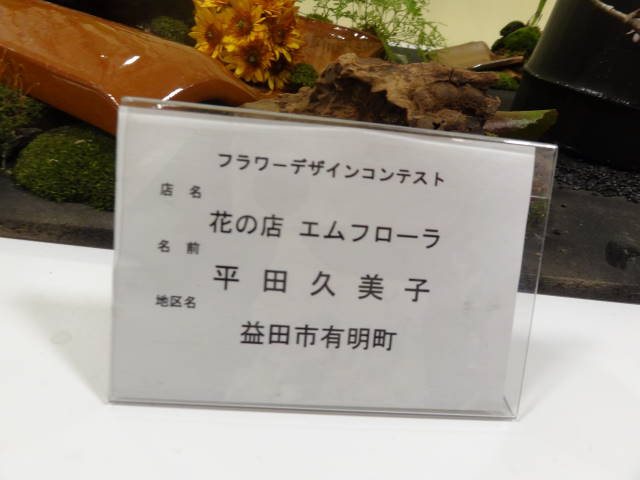 フラワーデザインコンテスト
店 名
花の店 エムフローラ
名 前
平 田 久 美 子
地区名
益田市有明町